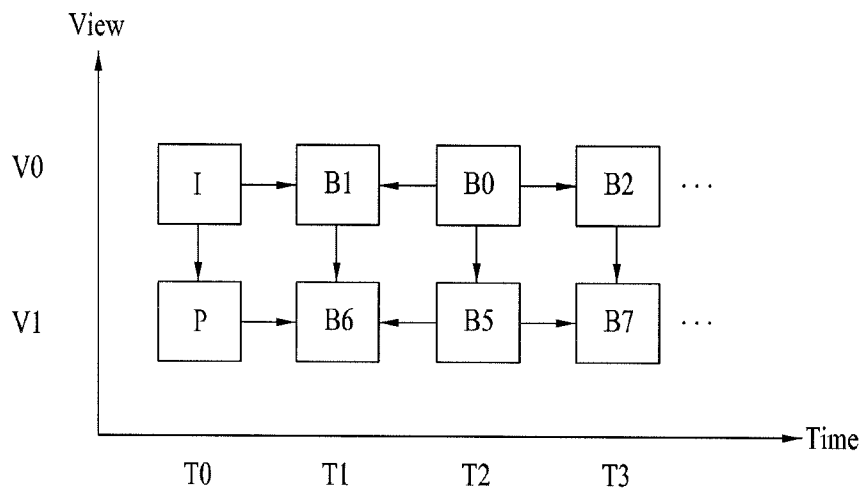 View
V0 I B1 B0 B2 ...
V1 P B6 B5 B7 ...
Time
T0 T1 T2 T3